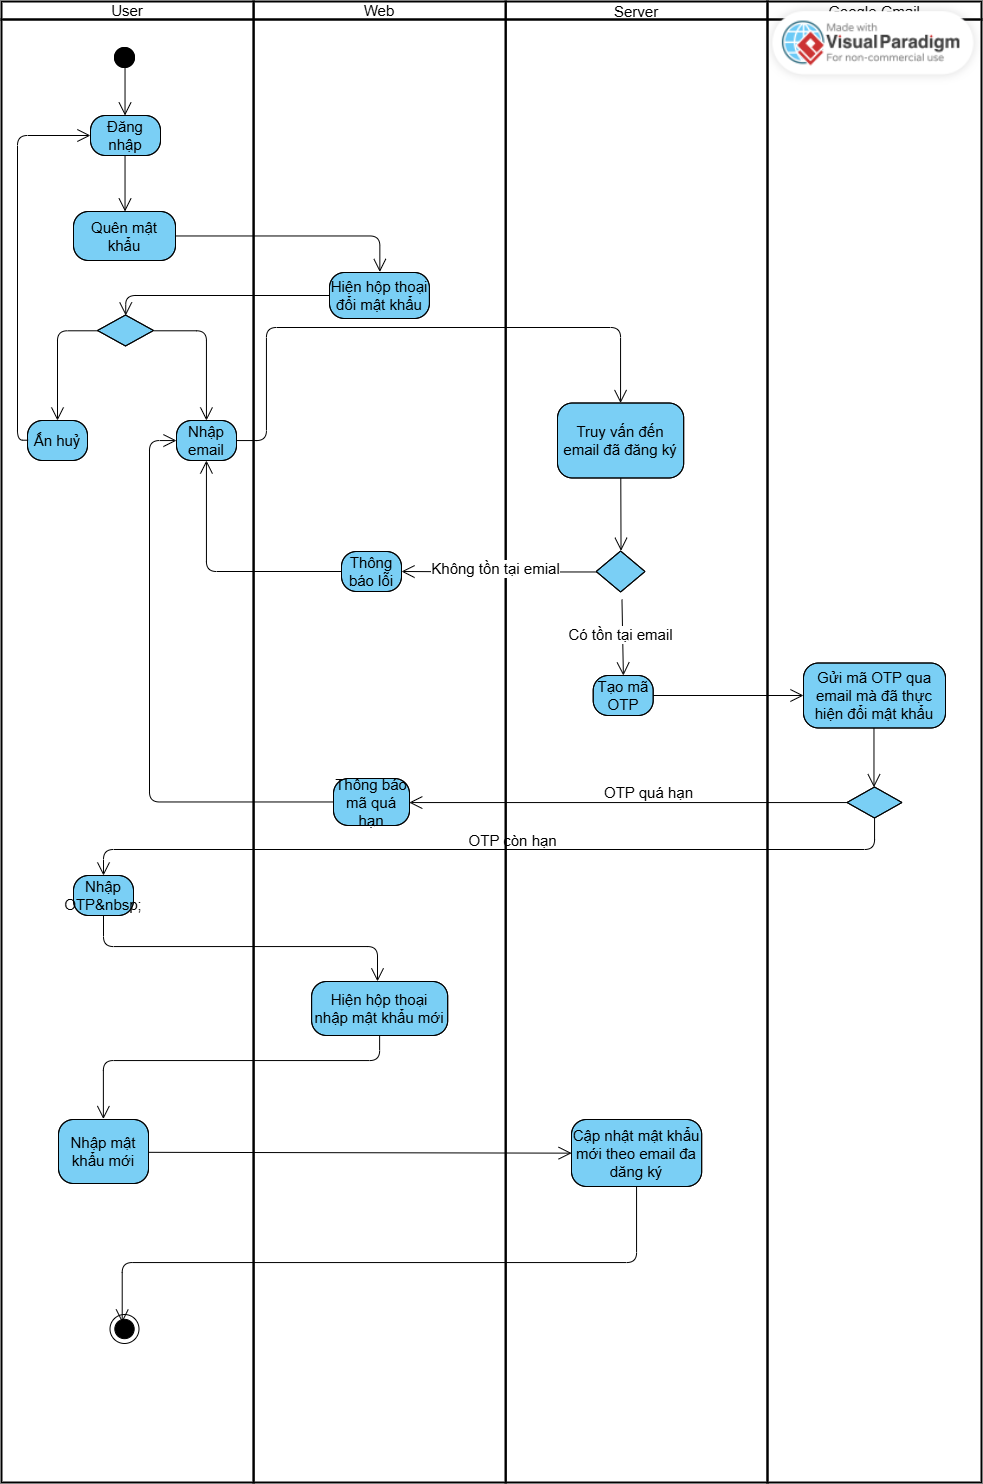 User
Web
Server
Google Gmail
Made with
VisualParadigm
For non-commercial use
Đăng
nhập
Quên mật
khẩu
Hiện hộp thoại
đổi mật khẩu
Ấn huỷ
Nhập
email
Truy vấn đến
email đã đăng ký
Thông
báo lỗi
Không tồn tại emial
Có tồn tại email
Tạo mã
OTP
Gửi mã OTP qua
email mà đã thực
hiện đổi mật khẩu
Thông báo
mã quá
hạn
OTP quá hạn
OTP còn hạn
Nhập
OTP&nbsp;
Hiện hộp thoại
nhập mật khẩu mới
Nhập mật
khẩu mới
Cập nhật mật khẩu
mới theo email đa
dăng ký